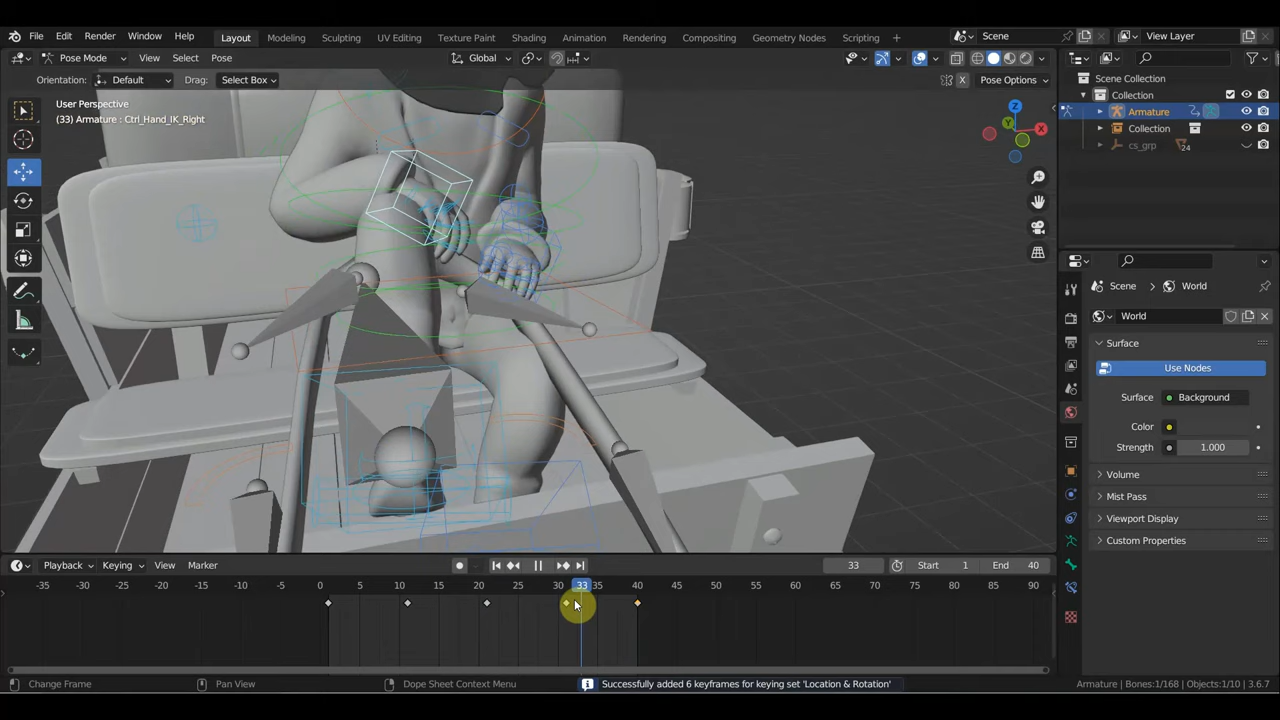 File Edit Render Window Help Layout Modeling Sculpting UV Editing Texture Paint Shading Animation Rendering Compositing Geometry Nodes Scripting + Scene View Layer
Pose Mode View Select Pose Global
Orientation: Default Drag: Select Box X Pose Options
User Perspective
(33) Armature : Ctrl_Hand_IK_Right
Z
Y
X
Scene Collection
Collection
Armature
Collection
cs_grp 24
Scene World
World
Surface
Use Nodes
Surface Background
Color
Strength 1.000
Volume
Mist Pass
Viewport Display
Custom Properties
Playback Keying View Marker 33 Start 1 End 40
-35 -30 -25 -20 -15 -10 -5 0 5 10 15 20 25 30 33 35 40 45 50 55 60 65 70 75 80 85 90
Change Frame Pan View Dope Sheet Context Menu Successfully added 6 keyframes for keying set 'Location & Rotation' Armature | Bones:1/168 | Objects:1/10 | 3.6.7